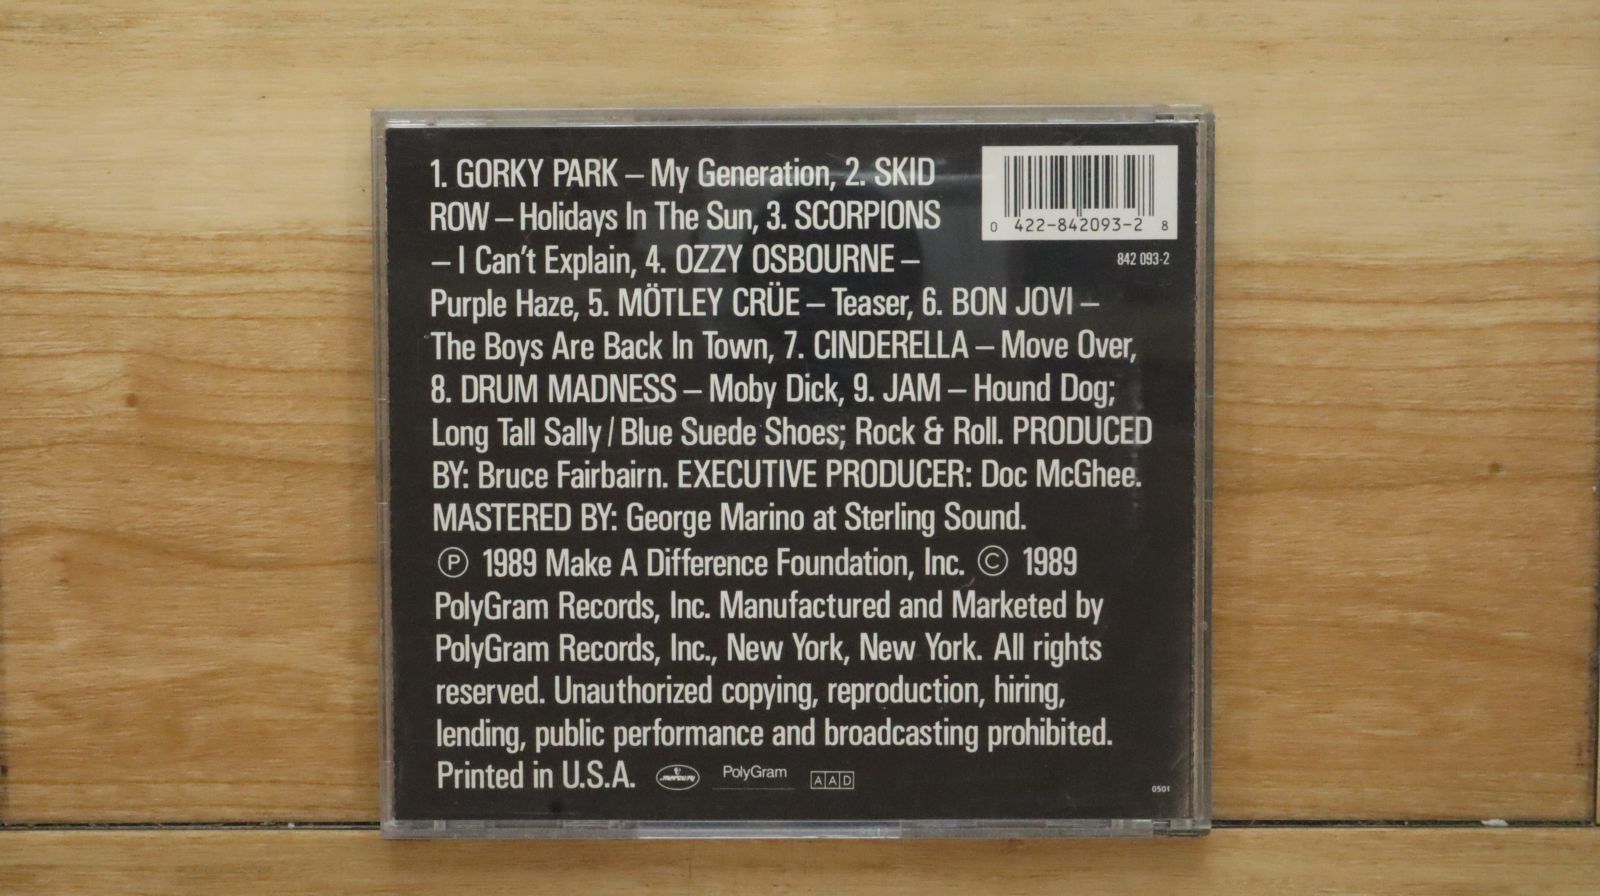 1. GORKY PARK – My Generation, 2. SKID
ROW – Holidays In The Sun, 3. SCORPIONS
– I Can't Explain, 4. OZZY OSBOURNE –
Purple Haze, 5. MÖTLEY CRÜE – Teaser, 6. BON JOVI –
The Boys Are Back In Town, 7. CINDERELLA – Move Over,
8. DRUM MADNESS – Moby Dick, 9. JAM – Hound Dog;
Long Tall Sally / Blue Suede Shoes; Rock & Roll. PRODUCED
BY: Bruce Fairbairn. EXECUTIVE PRODUCER: Doc McGhee.
MASTERED BY: George Marino at Sterling Sound.
Ⓟ 1989 Make A Difference Foundation, Inc. © 1989
PolyGram Records, Inc. Manufactured and Marketed by
PolyGram Records, Inc., New York, New York. All rights
reserved. Unauthorized copying, reproduction, hiring,
lending, public performance and broadcasting prohibited.
Printed in U.S.A. mercury PolyGram AAD
0 422-842093-2 8
842 093-2
0501